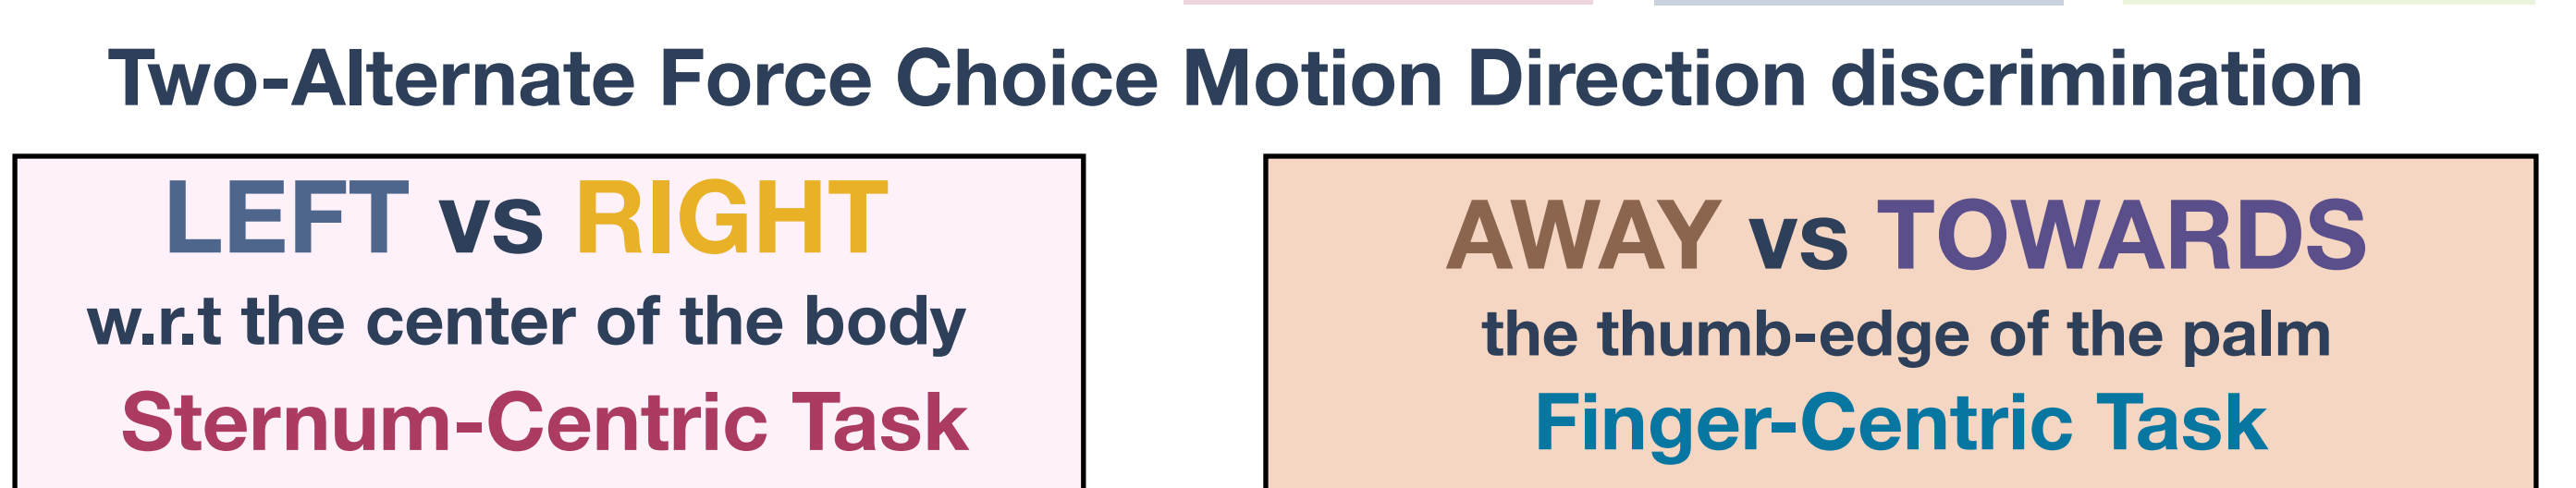 Two-Alternate Force Choice Motion Direction discrimination
LEFT vs RIGHT
w.r.t the center of the body
Sternum-Centric Task
AWAY vs TOWARDS
the thumb-edge of the palm
Finger-Centric Task